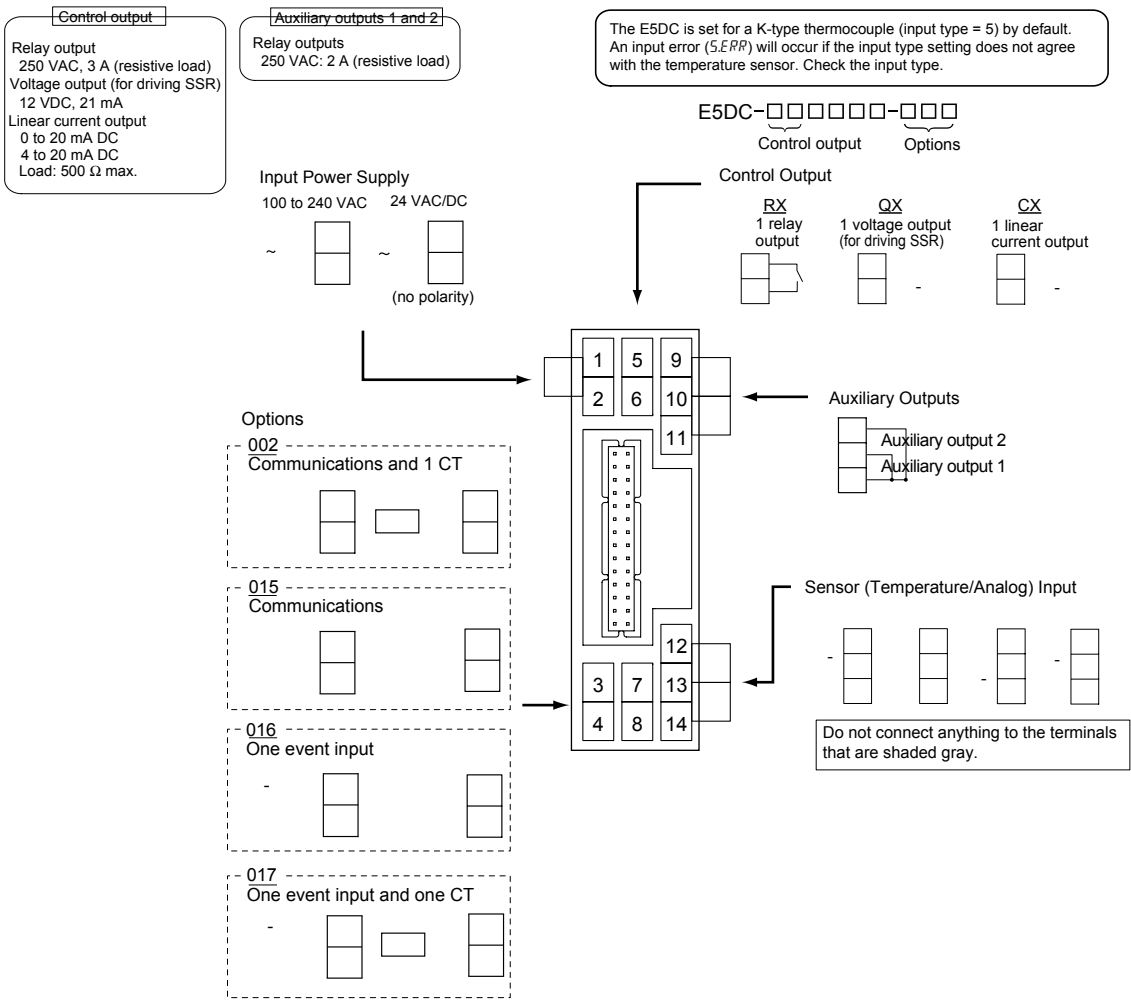 Control output
Relay output
250 VAC, 3 A (resistive load)
Voltage output (for driving SSR)
12 VDC, 21 mA
Linear current output
0 to 20 mA DC
4 to 20 mA DC
Load: 500 Ω max.
Auxiliary outputs 1 and 2
Relay outputs
250 VAC: 2 A (resistive load)
The E5DC is set for a K-type thermocouple (input type = 5) by default.
An input error (S.ERR) will occur if the input type setting does not agree
with the temperature sensor. Check the input type.
E5DC-□□□□□□-□□□
Control output
Options
Input Power Supply
100 to 240 VAC
24 VAC/DC
~
~
(no polarity)
Control Output
RX
1 relay
output
QX
1 voltage output
(for driving SSR)
-
CX
1 linear
current output
-
1 5 9
2 6 10
11
Auxiliary Outputs
Auxiliary output 2
Auxiliary output 1
Options
002
Communications and 1 CT
015
Communications
016
One event input
-
017
One event input and one CT
-
12
3 7 13
4 8 14
Sensor (Temperature/Analog) Input
-
-
-
Do not connect anything to the terminals
that are shaded gray.